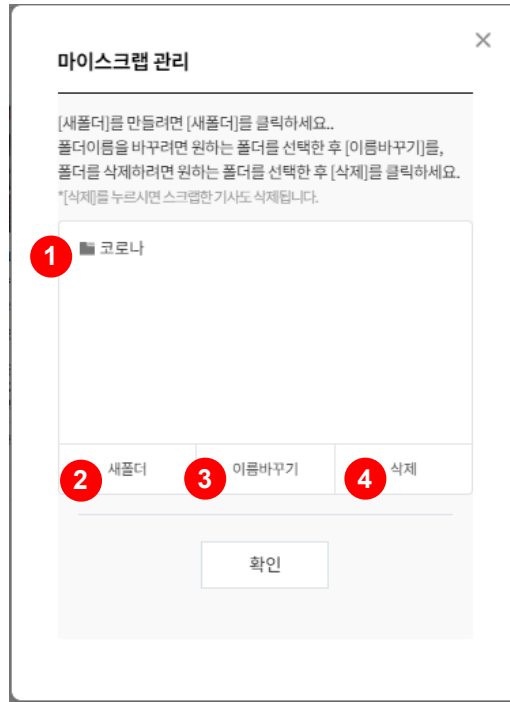 마이스크랩 관리
[새폴더]를 만들려면 [새폴더]를 클릭하세요..
폴더이름을 바꾸려면 원하는 폴더를 선택한 후 [이름바꾸기]를,
폴더를 삭제하려면 원하는 폴더를 선택한 후 [삭제]를 클릭하세요.
*[삭제]를 누르시면 스크랩한 기사도 삭제됩니다.
1 코로나
2 새폴더 3 이름바꾸기 4 삭제
확인